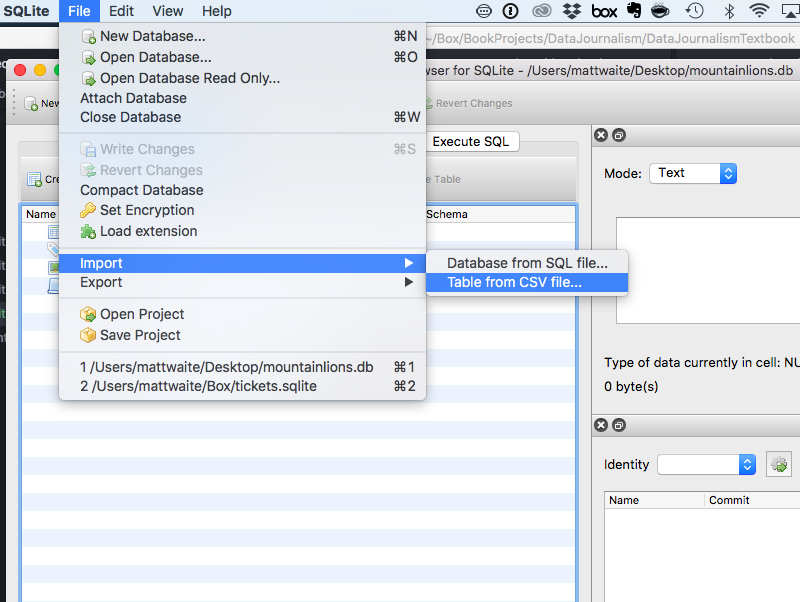 SQLite File Edit View Help box
~/Box/BookProjects/DataJournalism/DataJournalismTextbook
wser for SQLite - /Users/mattwaite/Desktop/mountainlions.db
New Database... ⌘N
Open Database... ⌘O
Open Database Read Only...
Attach Database
Close Database ⌘W
Write Changes ⌘S
Revert Changes
Compact Database
Set Encryption
Load extension
Import
Export
Open Project
Save Project
1 /Users/mattwaite/Desktop/mountainlions.db ⌘1
2 /Users/mattwaite/Box/tickets.sqlite ⌘2
Database from SQL file...
Table from CSV file...
New
Revert Changes
Execute SQL
Cre
e Table
Name
Schema
Mode: Text
Type of data currently in cell: NU
0 byte(s)
Identity
Name Commit